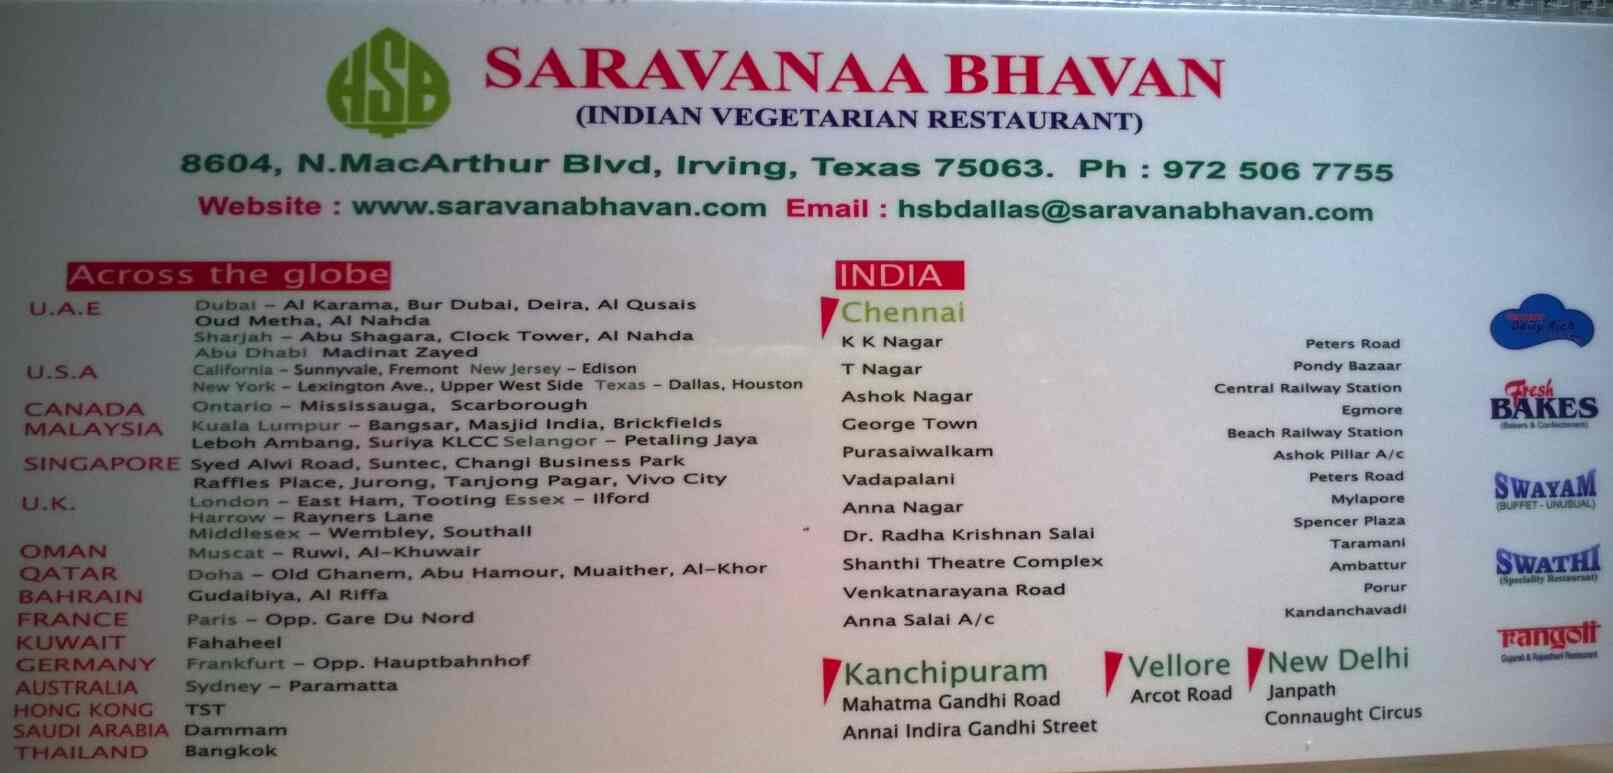 HSB
SARAVANAA BHAVAN
(INDIAN VEGETARIAN RESTAURANT)
8604, N.MacArthur Blvd, Irving, Texas 75063. Ph : 972 506 7755
Website : www.saravanabhavan.com Email : hsbdallas@saravanabhavan.com
Across the globe
U.A.E Dubai – Al Karama, Bur Dubai, Deira, Al Qusais
Oud Metha, Al Nahda
Sharjah – Abu Shagara, Clock Tower, Al Nahda
Abu Dhabi Madinat Zayed
U.S.A California – Sunnyvale, Fremont New Jersey – Edison
New York – Lexington Ave., Upper West Side Texas – Dallas, Houston
CANADA Ontario – Mississauga, Scarborough
MALAYSIA Kuala Lumpur – Bangsar, Masjid India, Brickfields
Leboh Ambang, Suriya KLCC Selangor – Petaling Jaya
SINGAPORE Syed Alwi Road, Suntec, Changi Business Park
Raffles Place, Jurong, Tanjong Pagar, Vivo City
U.K. London – East Ham, Tooting Essex – Ilford
Harrow – Rayners Lane
Middlesex – Wembley, Southall
OMAN Muscat – Ruwi, Al-Khuwair
QATAR Doha – Old Ghanem, Abu Hamour, Muaither, Al-Khor
BAHRAIN Gudaibiya, Al Riffa
FRANCE Paris – Opp. Gare Du Nord
KUWAIT Fahaheel
GERMANY Frankfurt – Opp. Hauptbahnhof
AUSTRALIA Sydney – Paramatta
HONG KONG TST
SAUDI ARABIA Dammam
THAILAND Bangkok
INDIA
Chennai
K K Nagar
T Nagar
Ashok Nagar
George Town
Purasaiwalkam
Vadapalani
Anna Nagar
Dr. Radha Krishnan Salai
Shanthi Theatre Complex
Venkatnarayana Road
Anna Salai A/c
Peters Road
Pondy Bazaar
Central Railway Station
Egmore
Beach Railway Station
Ashok Pillar A/c
Peters Road
Mylapore
Spencer Plaza
Taramani
Ambattur
Porur
Kandanchavadi
Kanchipuram
Mahatma Gandhi Road
Annai Indira Gandhi Street
Vellore
Arcot Road
New Delhi
Janpath
Connaught Circus
Fresh
BAKES
(Bakers & Confectioners)
SWAYAM
(BUFFET - UNUSUAL)
SWATHI
(Speciality Restaurant)
rangoli
Gujarati & Rajasthani Restaurant